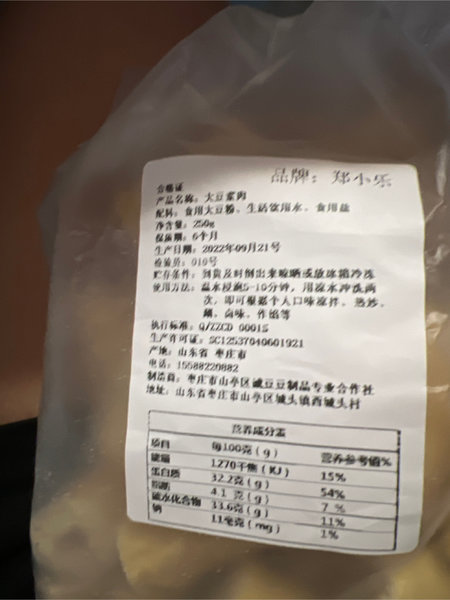 品牌：郑小乐
合格证
产品名称：大豆素肉
配料：食用大豆粉、生活饮用水、食用盐
净含量：250g
保质期：6个月
生产日期：2022年09月21号
检验员：010号
贮存条件：到货及时倒出来晾晒或放冰箱冷冻
使用方法：温水浸泡5-10分钟，用凉水冲洗两
次，即可根据个人口味凉拌、热炒、
涮、卤味、作馅等
执行标准：Q/ZZCD 0001S
生产许可证：SC12537040601921
产地：山东省 枣庄市
电话：15588220882
制造商：枣庄市山亭区诚豆豆制品专业合作社
地址：山东省枣庄市山亭区城头镇西城头村
营养成分表
项目 每100克(g) 营养参考值%
能量 1270千焦(KJ) 15%
蛋白质 32.2克(g) 54%
脂肪 4.1 克(g) 7 %
碳水化合物 33.6克(g) 11%
钠 11毫克(mg) 1%